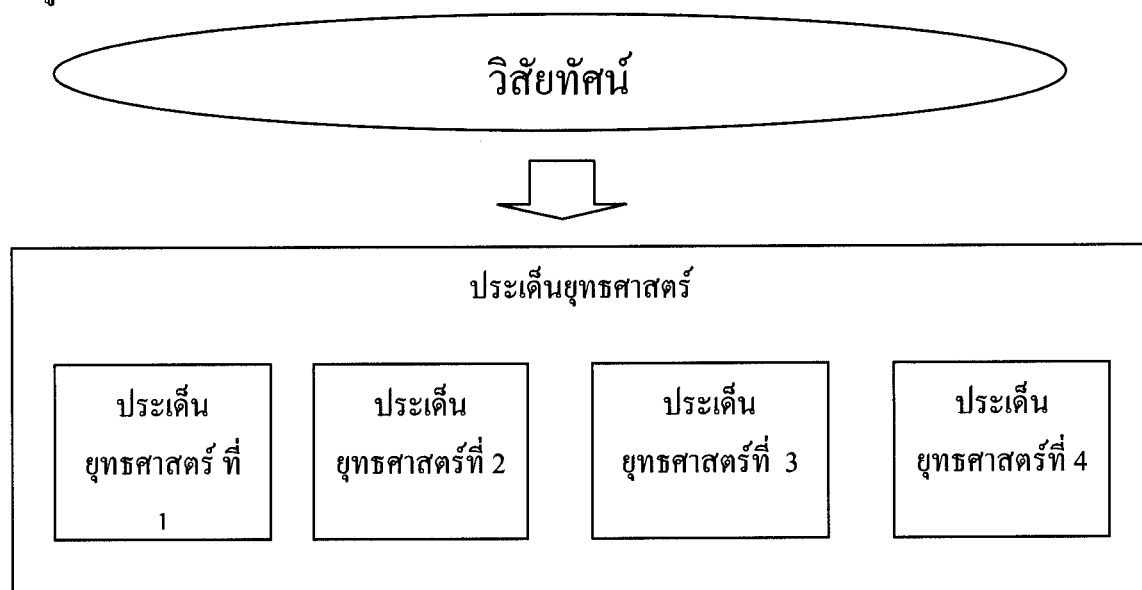 วิสัยทัศน์
ประเด็นยุทธศาสตร์
ประเด็น
ยุทธศาสตร์ ที่
1
ประเด็น
ยุทธศาสตร์ที่ 2
ประเด็น
ยุทธศาสตร์ที่ 3
ประเด็น
ยุทธศาสตร์ที่ 4